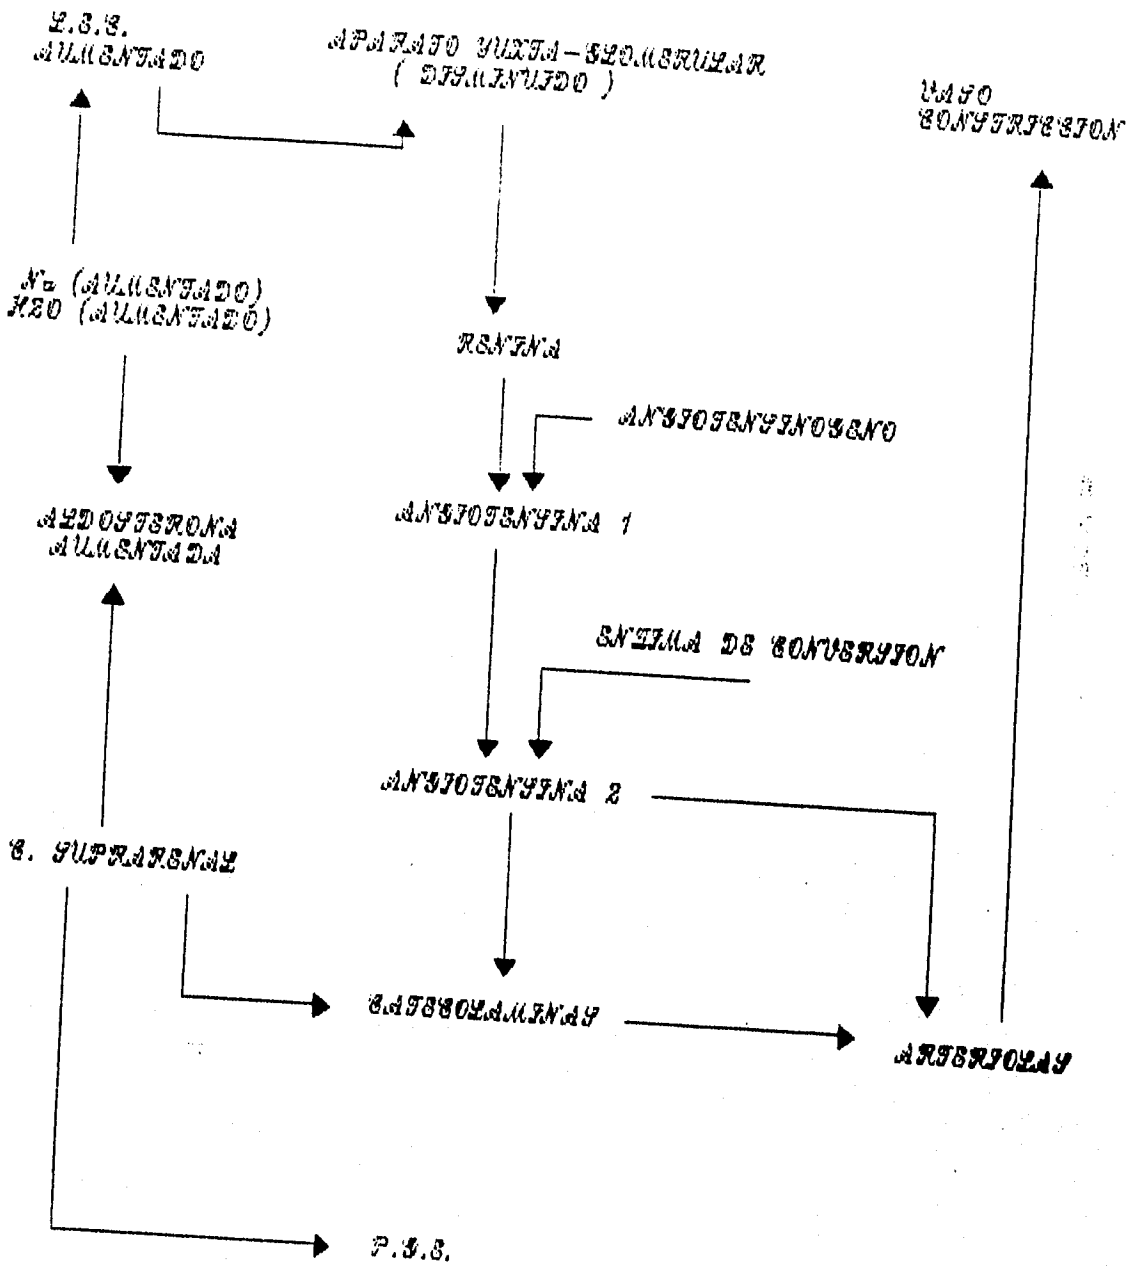 L.E.C.
AUMENTADO
APARATO YUXTA-GLOMERULAR
( DISMINUIDO )
VASO
CONSTRICCION
Na (AUMENTADO)
H2O (AUMENTADO)
RENINA
ANGIOTENSINOGENO
ANGIOTENSINA 1
ALDOSTERONA
AUMENTADA
ENZIMA DE CONVERSION
ANGIOTENSINA 2
C. SUPRARENAL
CATECOLAMINAS
ARTERIOLAS
P.G.E.